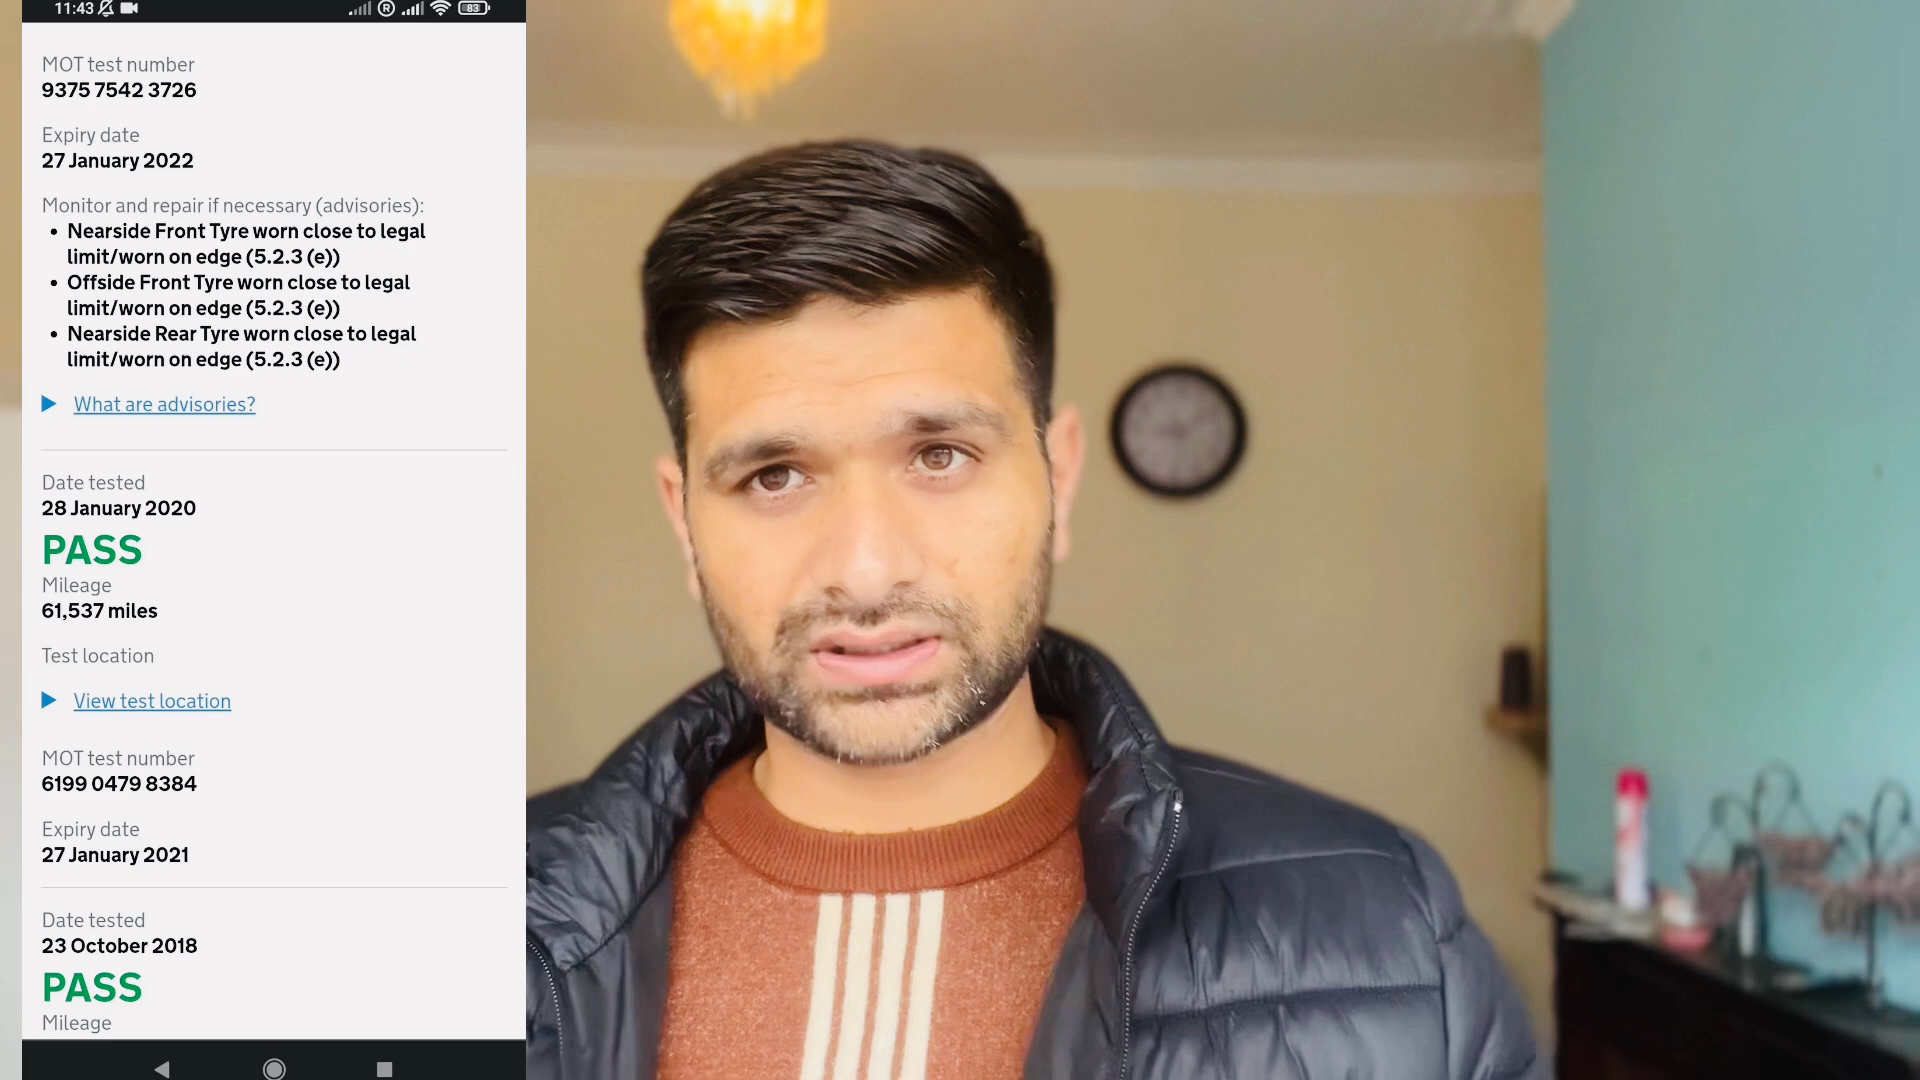 11:43
R
83
MOT test number
9375 7542 3726
Expiry date
27 January 2022
Monitor and repair if necessary (advisories):
• Nearside Front Tyre worn close to legal
limit/worn on edge (5.2.3 (e))
• Offside Front Tyre worn close to legal
limit/worn on edge (5.2.3 (e))
• Nearside Rear Tyre worn close to legal
limit/worn on edge (5.2.3 (e))
What are advisories?
Date tested
28 January 2020
PASS
Mileage
61,537 miles
Test location
View test location
MOT test number
6199 0479 8384
Expiry date
27 January 2021
Date tested
23 October 2018
PASS
Mileage